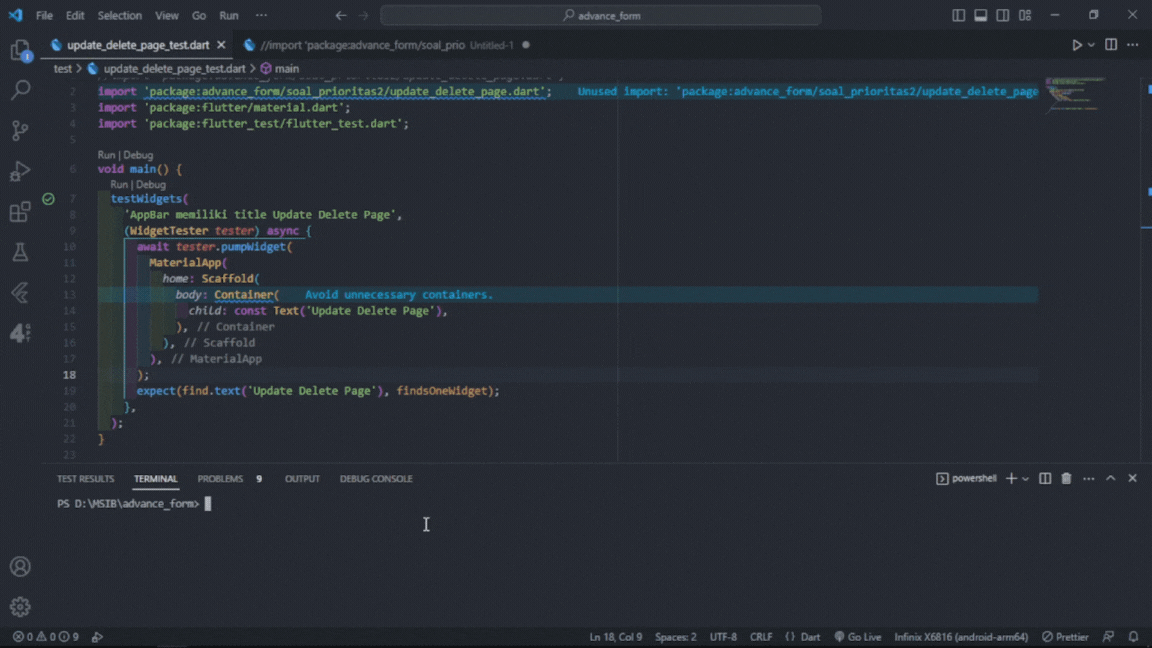 File Edit Selection View Go Run ··· advance_form
update_delete_page_test.dart //import 'package:advance_form/soal_prio Untitled-1
test > update_delete_page_test.dart > main
2 import 'package:advance_form/soal_prioritas2/update_delete_page.dart'; Unused import: 'package:advance_form/soal_prioritas2/update_delete_page
3 import 'package:flutter/material.dart';
4 import 'package:flutter_test/flutter_test.dart';
5
Run | Debug
6 void main() {
Run | Debug
7 testWidgets(
8 'AppBar memiliki title Update Delete Page',
9 (WidgetTester tester) async {
10 await tester.pumpWidget(
11 MaterialApp(
12 home: Scaffold(
13 body: Container( Avoid unnecessary containers.
14 child: const Text('Update Delete Page'),
15 ), // Container
16 ), // Scaffold
17 ), // MaterialApp
18 );
19 expect(find.text('Update Delete Page'), findsOneWidget);
20 },
21 );
22 }
23
TEST RESULTS TERMINAL PROBLEMS 9 OUTPUT DEBUG CONSOLE powershell
PS D:\MSIB\advance_form>
0 0 9 Ln 18, Col 9 Spaces: 2 UTF-8 CRLF {} Dart Go Live Infinix X6816 (android-arm64) Prettier